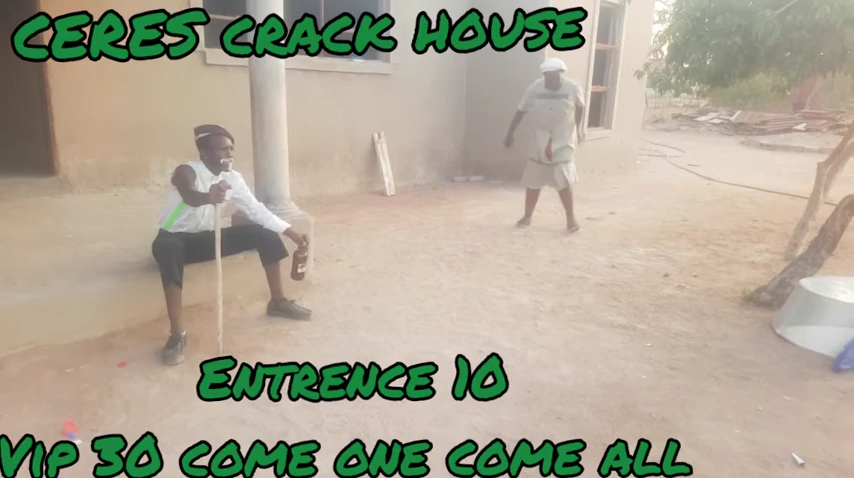 CERES CRACK HOUSE
ENTRENCE 10
VIP 30 COME ONE COME ALL